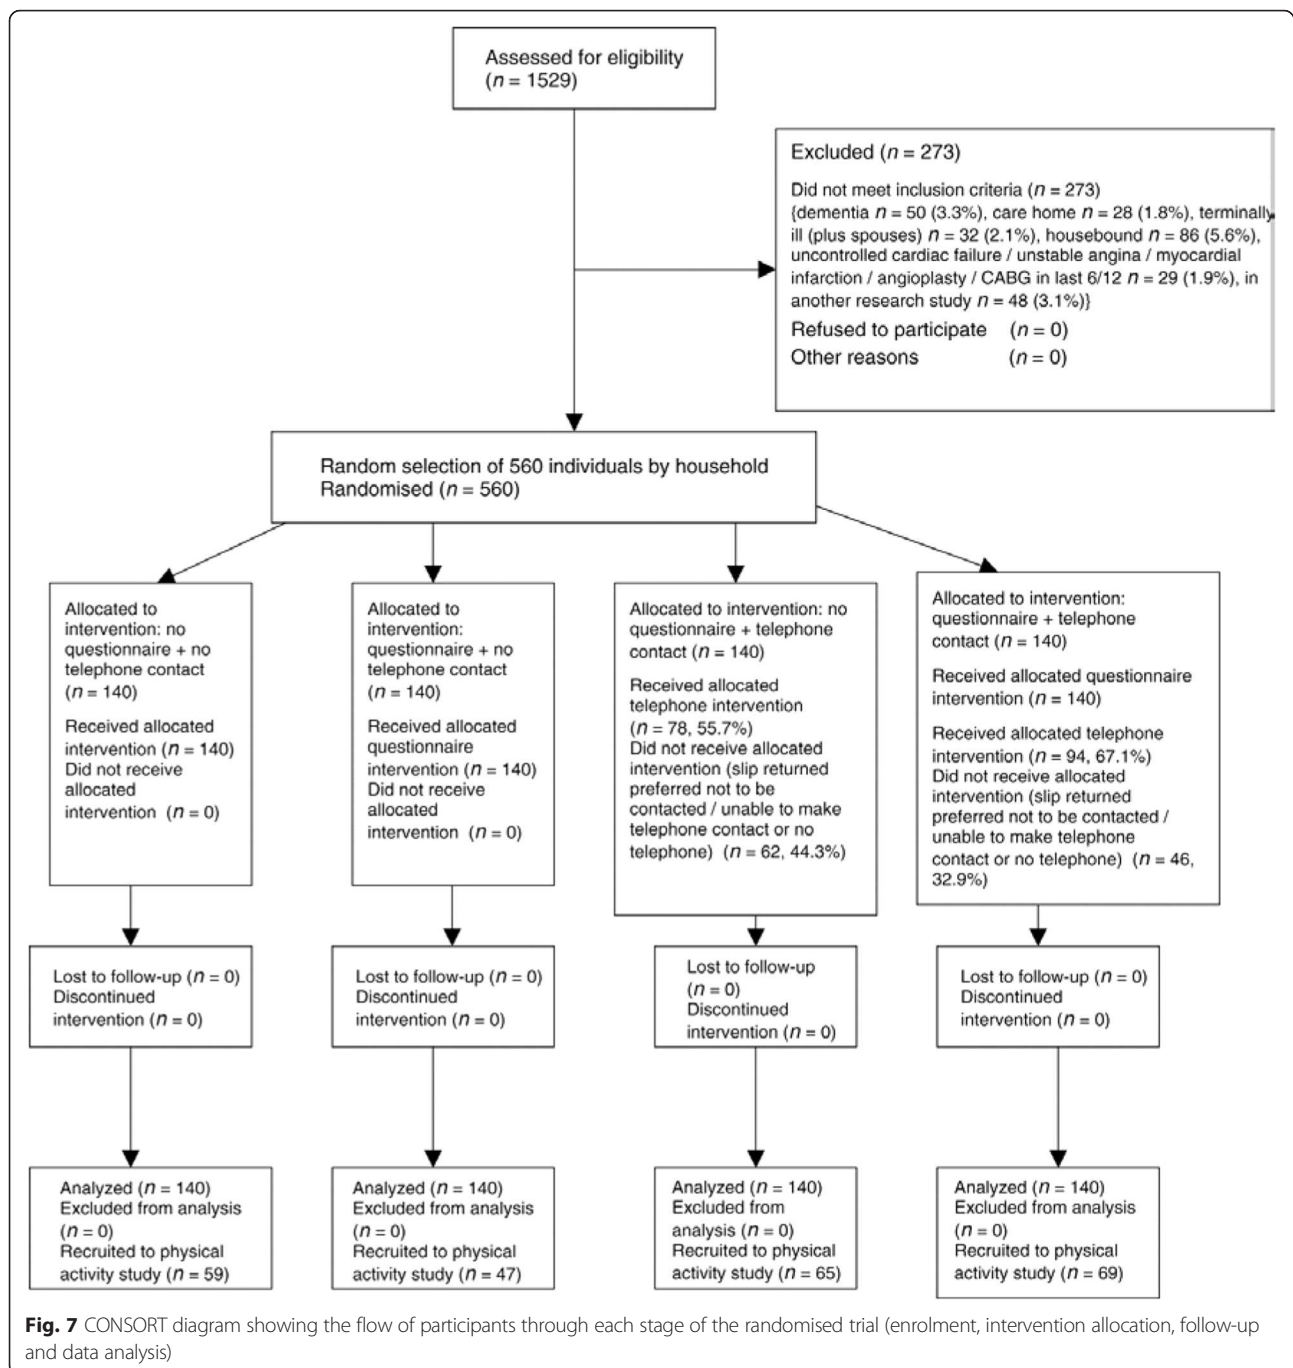 Assessed for eligibility
(n = 1529)
Excluded (n = 273)
Did not meet inclusion criteria (n = 273)
{dementia n = 50 (3.3%), care home n = 28 (1.8%), terminally
ill (plus spouses) n = 32 (2.1%), housebound n = 86 (5.6%),
uncontrolled cardiac failure / unstable angina / myocardial
infarction / angioplasty / CABG in last 6/12 n = 29 (1.9%), in
another research study n = 48 (3.1%)}
Refused to participate (n = 0)
Other reasons (n = 0)
Random selection of 560 individuals by household
Randomised (n = 560)
Allocated to
intervention: no
questionnaire + no
telephone contact
(n = 140)
Received allocated
intervention (n = 140)
Did not receive
allocated
intervention (n = 0)
Allocated to
intervention:
questionnaire + no
telephone contact
(n = 140)
Received allocated
questionnaire
intervention (n = 140)
Did not receive
allocated
intervention (n = 0)
Allocated to intervention: no
questionnaire + telephone
contact (n = 140)
Received allocated
telephone intervention
(n = 78, 55.7%)
Did not receive allocated
intervention (slip returned
preferred not to be
contacted / unable to make
telephone contact or no
telephone) (n = 62, 44.3%)
Allocated to intervention:
questionnaire + telephone
contact (n = 140)
Received allocated questionnaire
intervention (n = 140)
Received allocated telephone
intervention (n = 94, 67.1%)
Did not receive allocated
intervention (slip returned
preferred not to be contacted /
unable to make telephone
contact or no telephone) (n = 46,
32.9%)
Lost to follow-up (n = 0)
Discontinued
intervention (n = 0)
Lost to follow-up (n = 0)
Discontinued
intervention (n = 0)
Lost to follow-up
(n = 0)
Discontinued
intervention (n = 0)
Lost to follow-up (n = 0)
Discontinued
intervention (n = 0)
Analyzed (n = 140)
Excluded from analysis
(n = 0)
Recruited to physical
activity study (n = 59)
Analyzed (n = 140)
Excluded from analysis
(n = 0)
Recruited to physical
activity study (n = 47)
Analyzed (n = 140)
Excluded from
analysis (n = 0)
Recruited to physical
activity study (n = 65)
Analyzed (n = 140)
Excluded from analysis
(n = 0)
Recruited to physical
activity study (n = 69)
Fig. 7 CONSORT diagram showing the flow of participants through each stage of the randomised trial (enrolment, intervention allocation, follow-up
and data analysis)